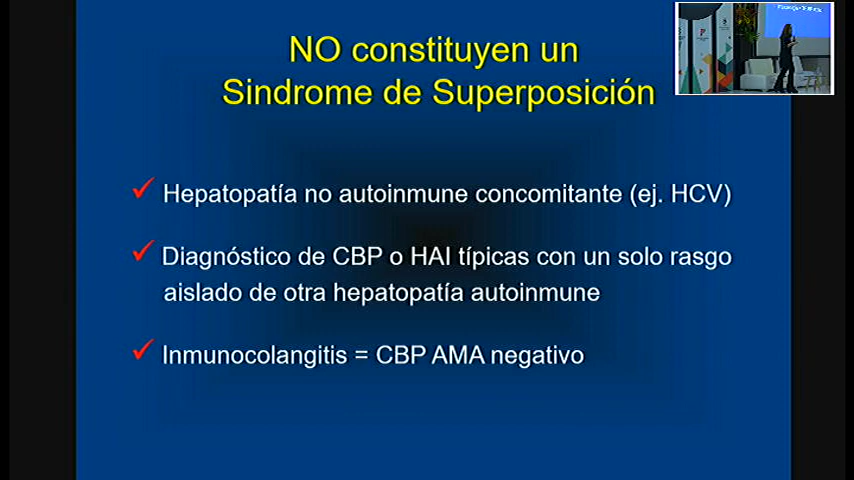 NO constituyen un
Sindrome de Superposición
Hepatopatía no autoinmune concomitante (ej. HCV)
Diagnóstico de CBP o HAI típicas con un solo rasgo
aislado de otra hepatopatía autoinmune
Inmunocolangitis = CBP AMA negativo